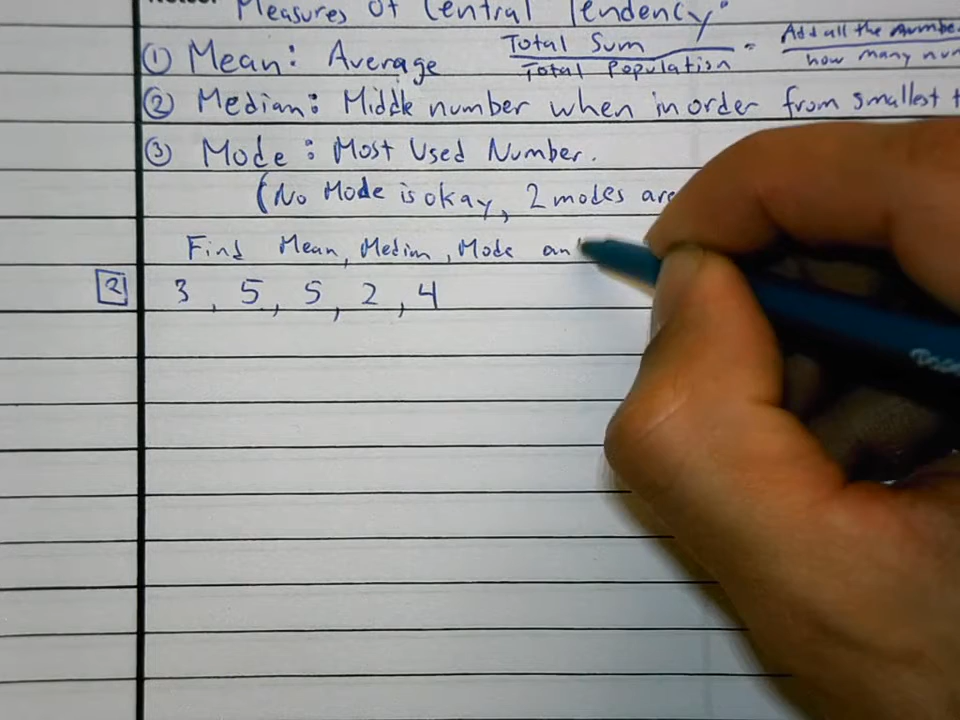 Measures Of Central Tendency
① Mean: Average Total Sum / Total Population = Add all the / how many
② Median: Middle number when in order from smallest
③ Mode: Most Used Number.
(No Mode is okay, 2 modes are
Find Mean, Medim, Mode an
2 3, 5, 5, 2, 4